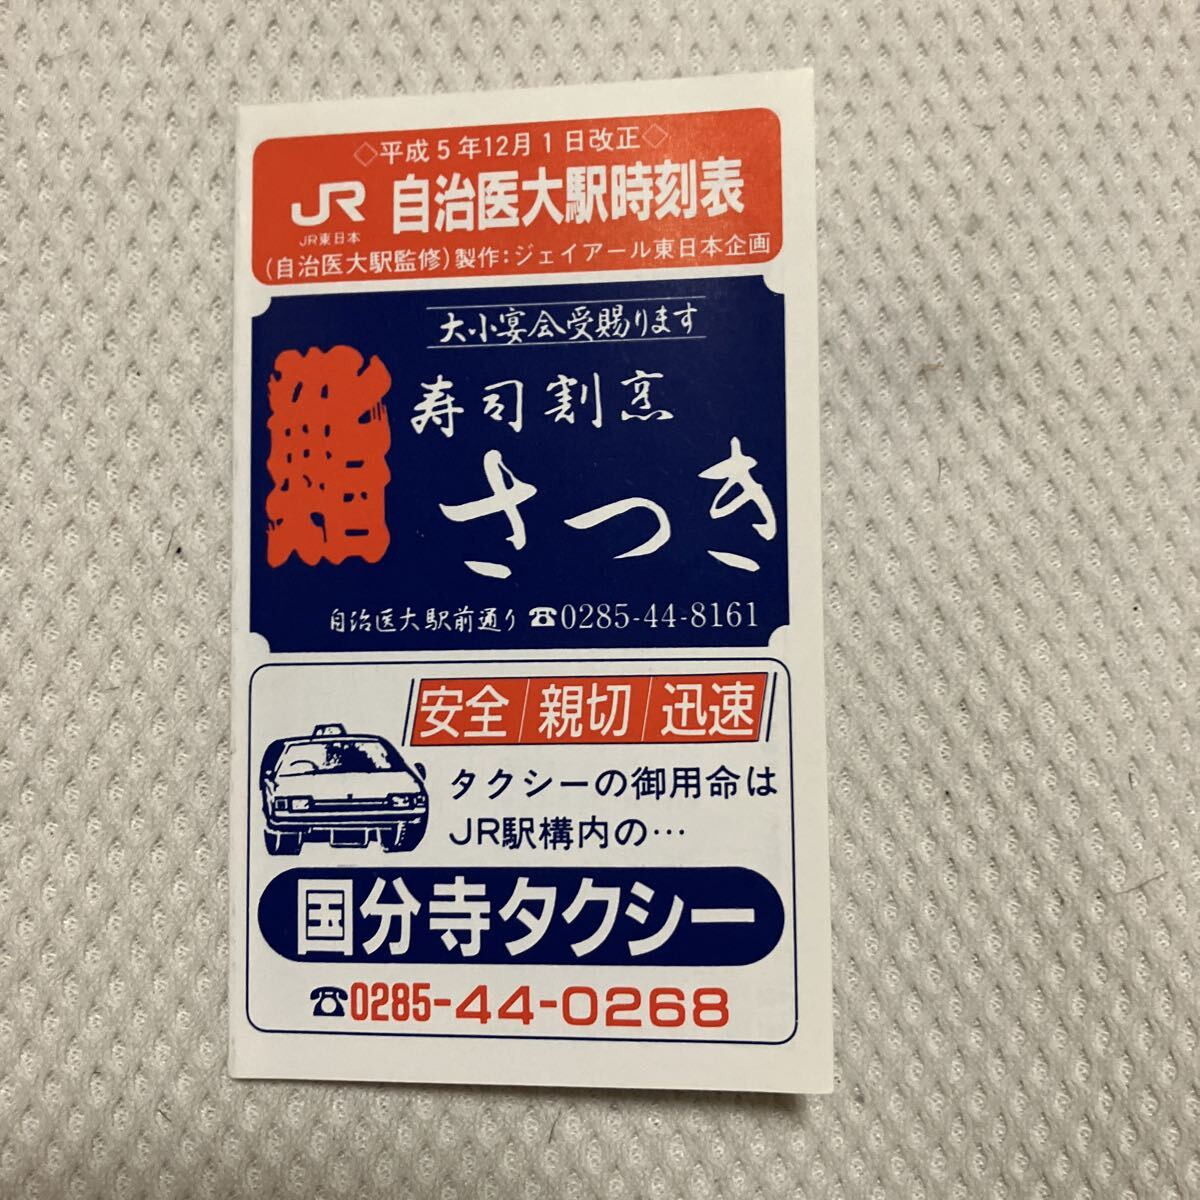 ◇平成5年12月1日改正◇
JR 自治医大駅時刻表
JR東日本
(自治医大駅監修)製作:ジェイアール東日本企画
大小宴会受賜ります
寿司割烹
さつき
自治医大駅前通り ☎0285-44-8161
安全 親切 迅速
タクシーの御用命は
JR駅構内の…
国分寺タクシー
☎0285-44-0268